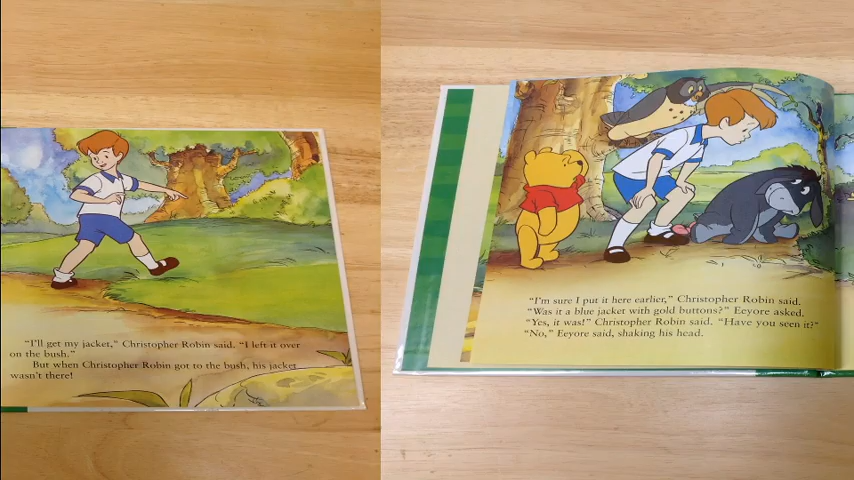 "I'll get my jacket," Christopher Robin said. "I left it over
on the bush."
But when Christopher Robin got to the bush, his jacket
wasn't there!
"I'm sure I put it here earlier," Christopher Robin said.
"Was it a blue jacket with gold buttons?" Eeyore asked.
"Yes, it was!" Christopher Robin said. "Have you seen it?"
"No," Eeyore said, shaking his head.